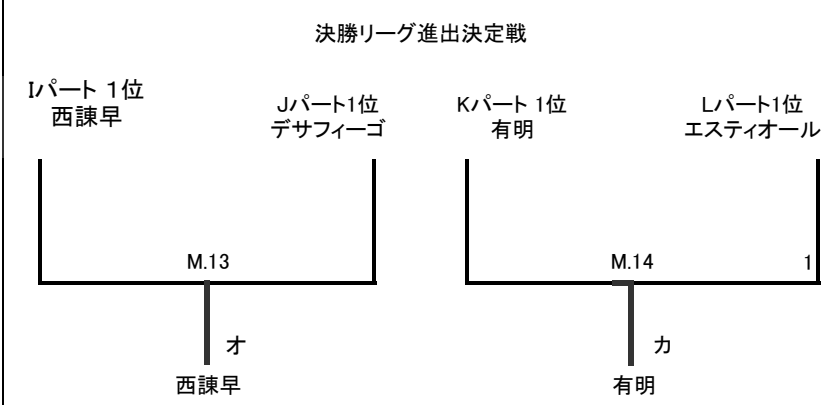 決勝リーグ進出決定戦
Iパート 1位
西諫早
Jパート1位
デサフィーゴ
Kパート 1位
有明
Lパート1位
エスティオール
M.13
M.14
1
オ
カ
西諫早
有明